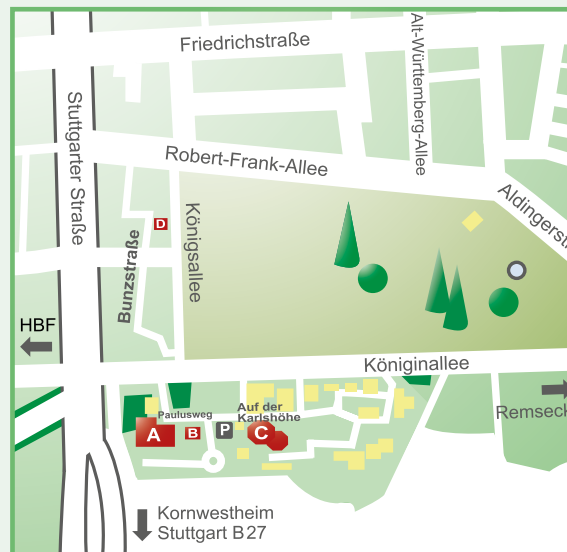 Friedrichstraße
Alt-Württemberg-Allee
Stuttgarter Straße
Robert-Frank-Allee
Aldingerstr
Bunzstraße
D
Königsallee
HBF
Königinallee
Remseck
Auf der
Karlshöhe
Paulusweg
A
B
P
C
Kornwestheim
Stuttgart B27